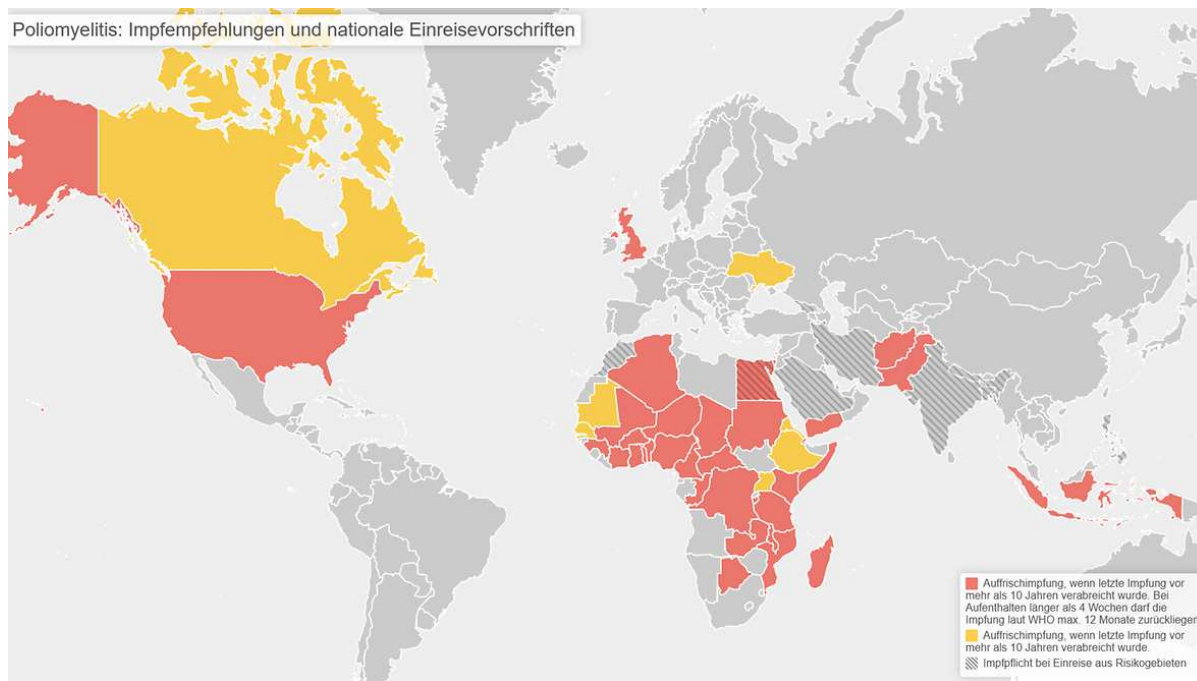 Poliomyelitis: Impfempfehlungen und nationale Einreisevorschriften
Auffrischimpfung, wenn letzte Impfung vor
mehr als 10 Jahren verabreicht wurde. Bei
Aufenthalten länger als 4 Wochen darf die
Impfung laut WHO max. 12 Monate zurückliegen
Auffrischimpfung, wenn letzte Impfung vor
mehr als 10 Jahren verabreicht wurde.
Impfpflicht bei Einreise aus Risikogebieten